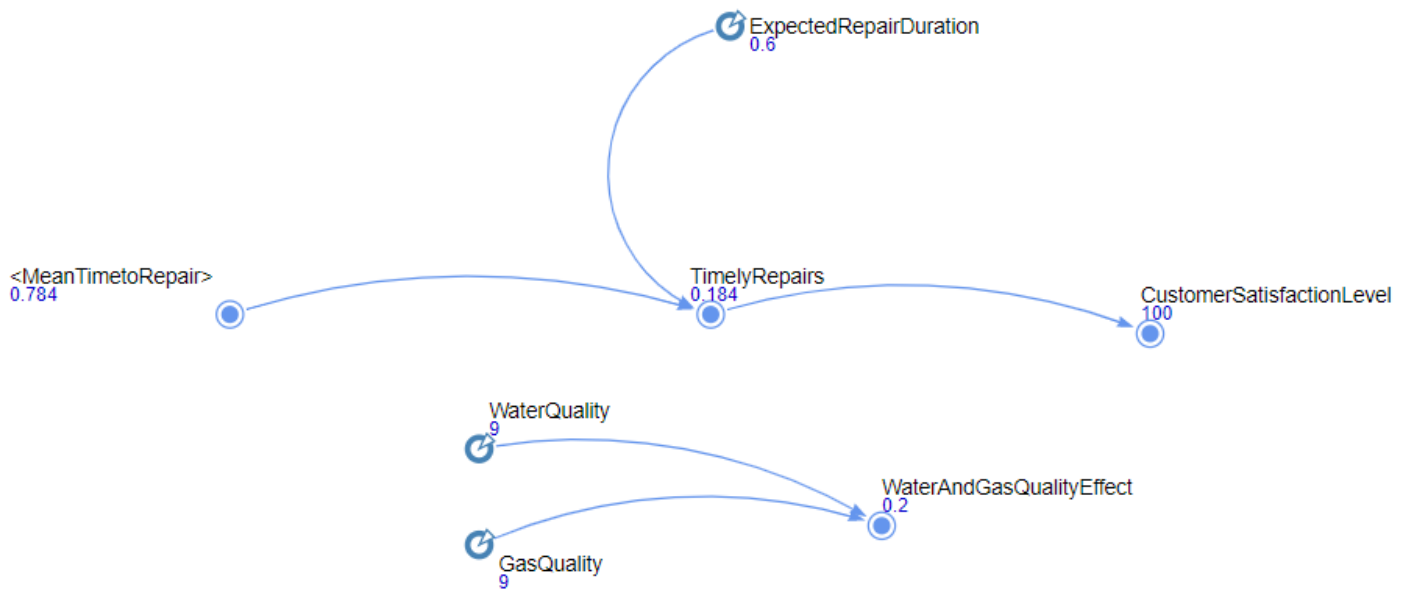 ExpectedRepairDuration
0.6
<MeanTimetoRepair>
0.784
TimelyRepairs
0.184
CustomerSatisfactionLevel
100
WaterQuality
9
WaterAndGasQualityEffect
0.2
GasQuality
9